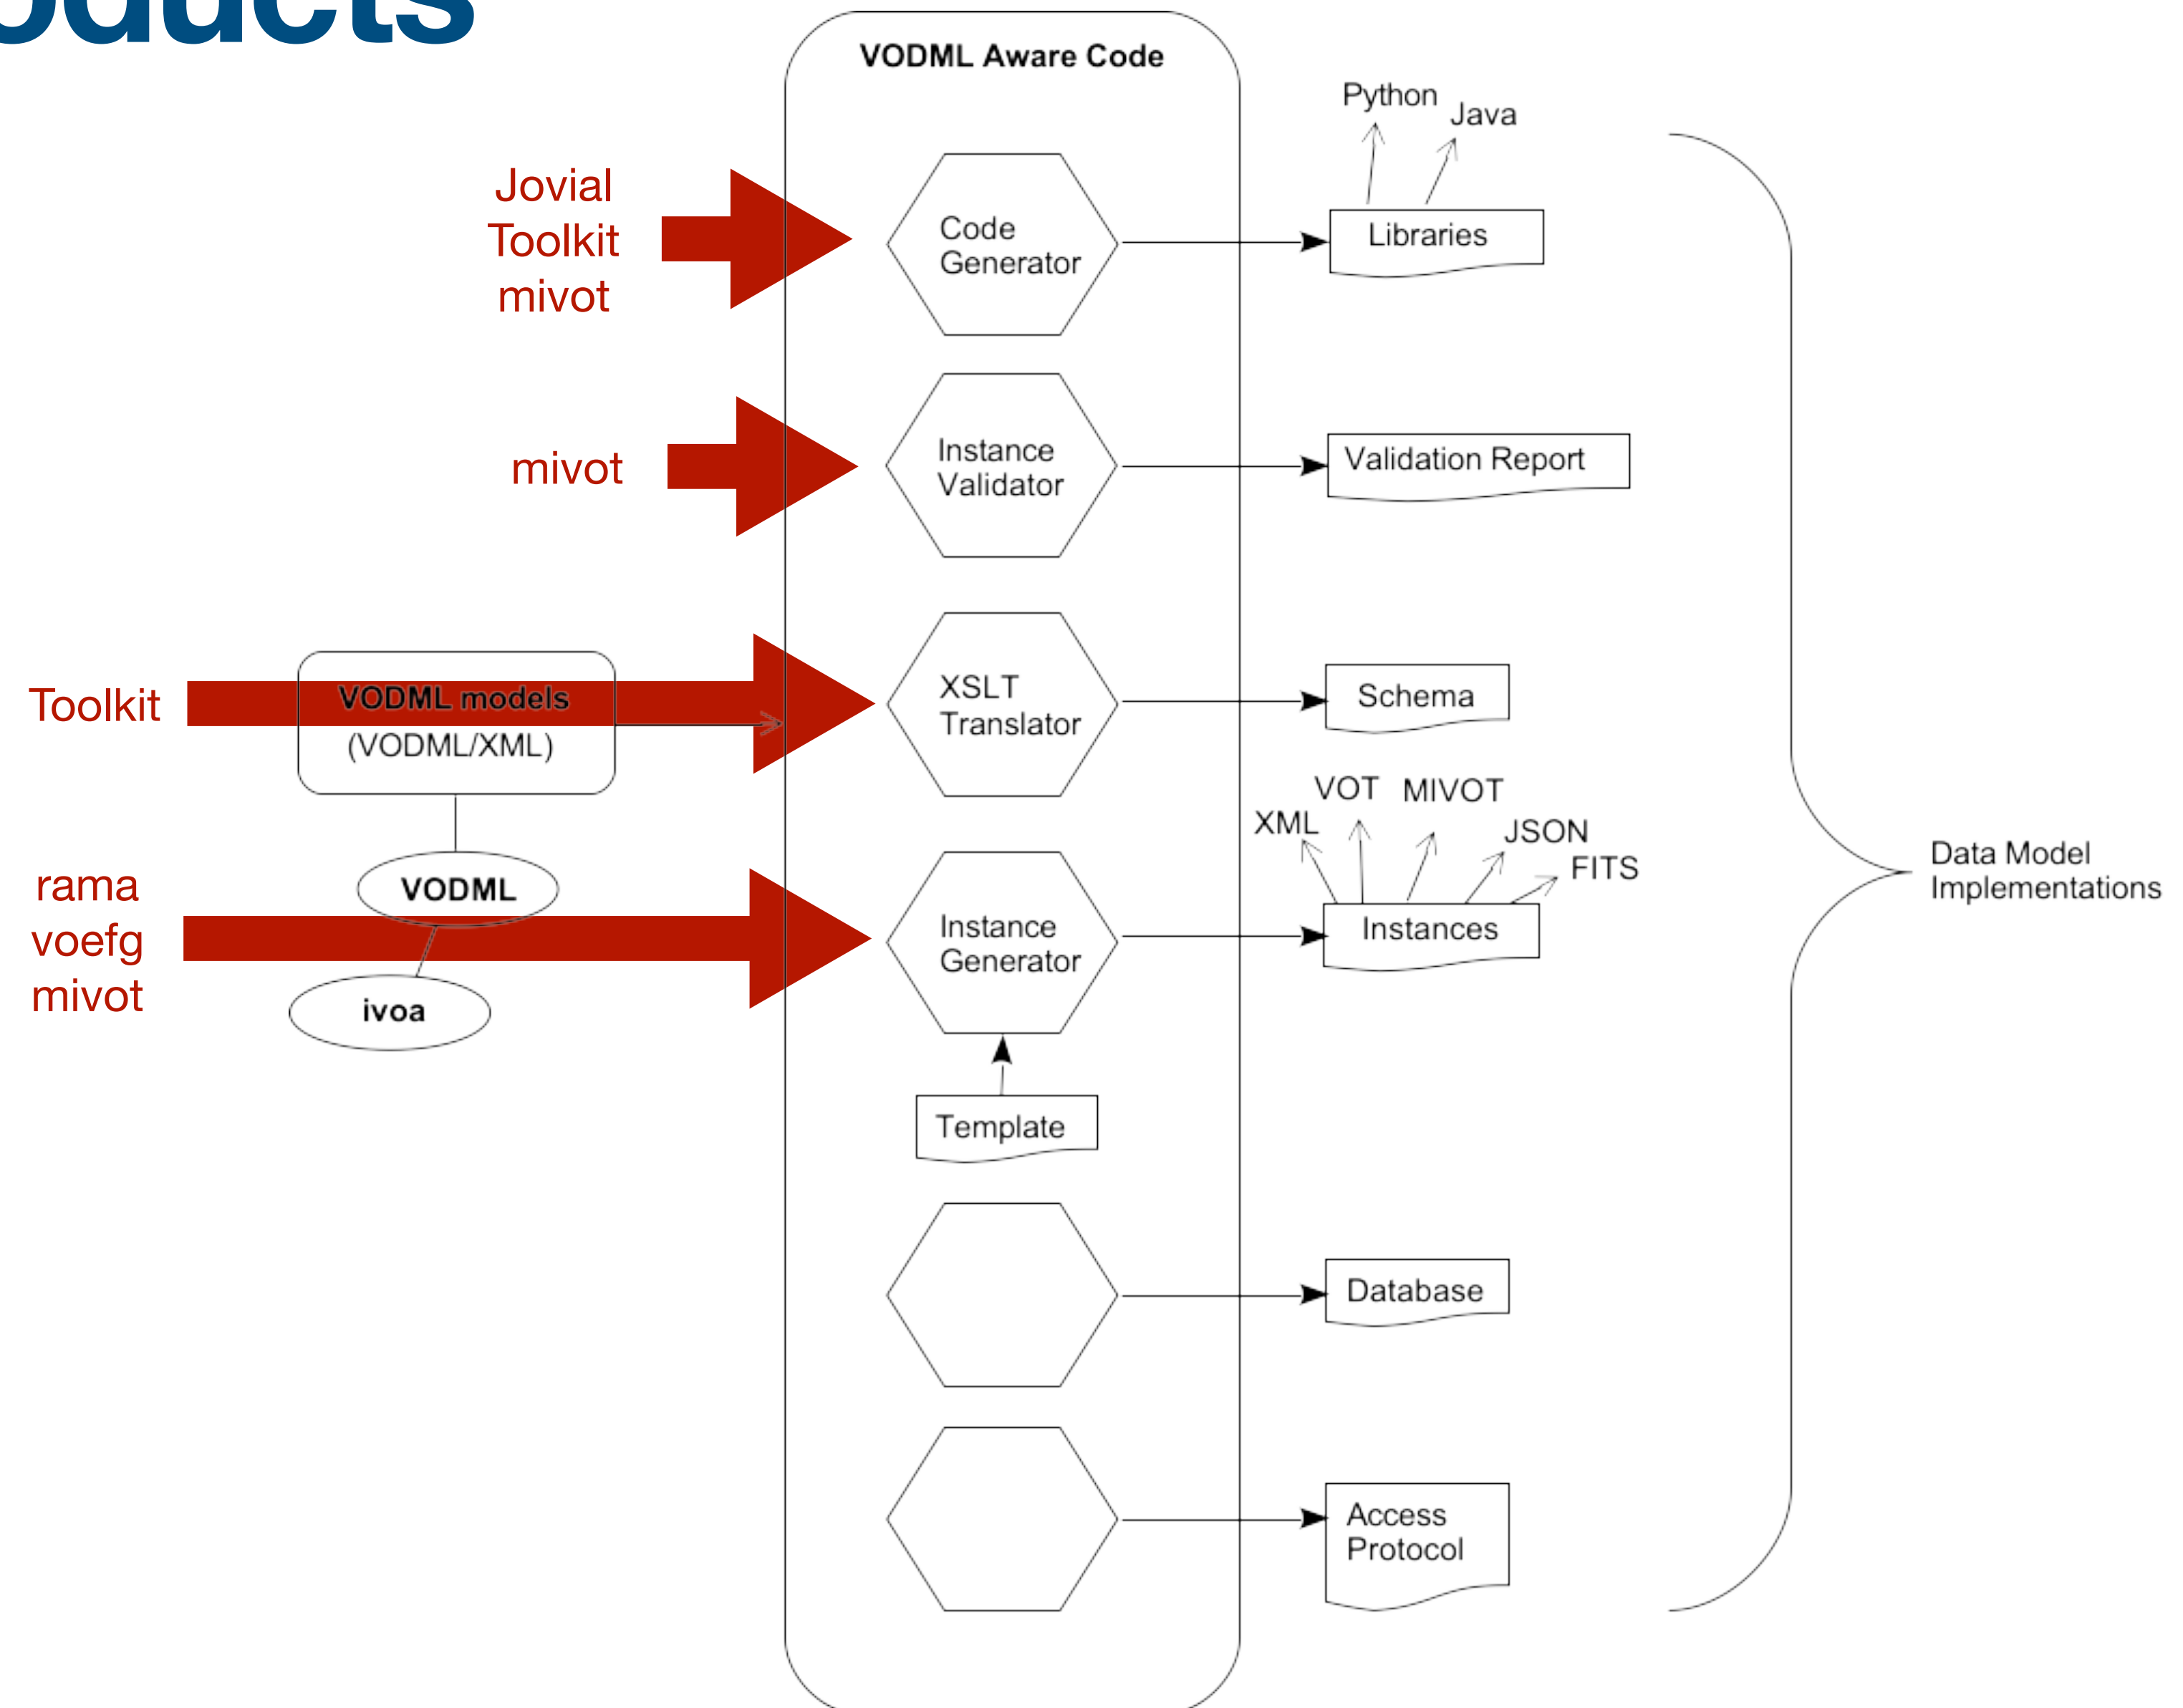 oducts
VODML Aware Code
Python
Java
Jovial
Toolkit
mivot
Code
Generator
Libraries
mivot
Instance
Validator
Validation Report
Toolkit
VODML models
(VODML/XML)
XSLT
Translator
Schema
VOT
MIVOT
XML
JSON
FITS
rama
voefg
mivot
VODML
ivoa
Instance
Generator
Instances
Data Model
Implementations
Template
Database
Access
Protocol